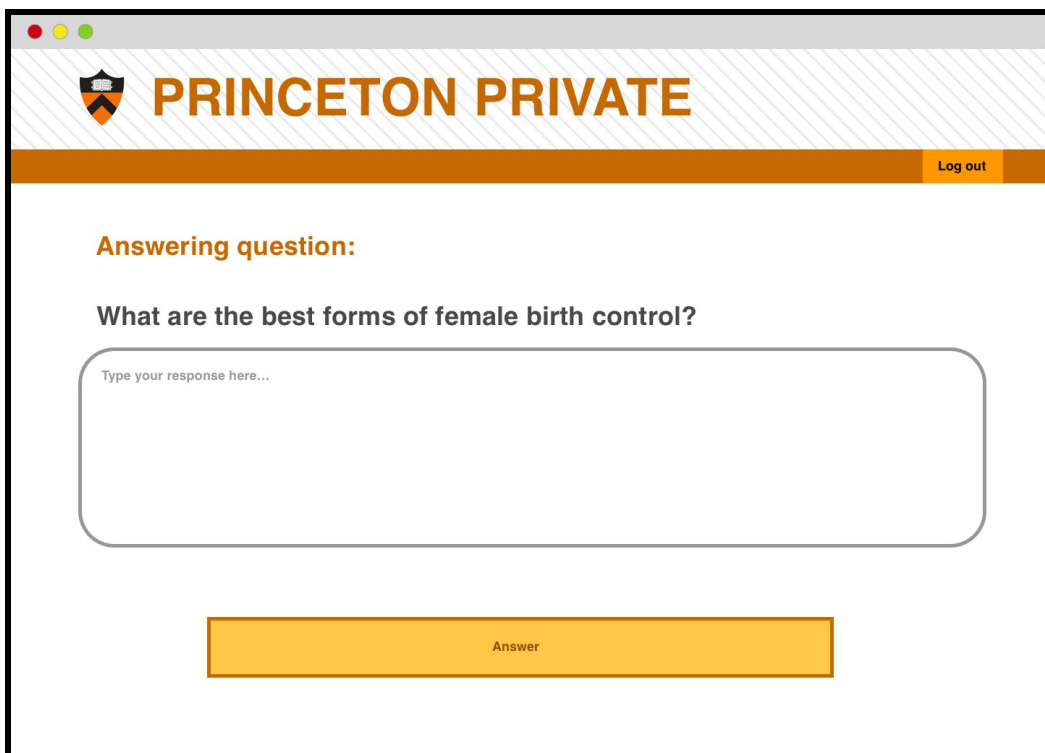 PRINCETON PRIVATE
Log out
Answering question:
What are the best forms of female birth control?
Type your response here...
Answer